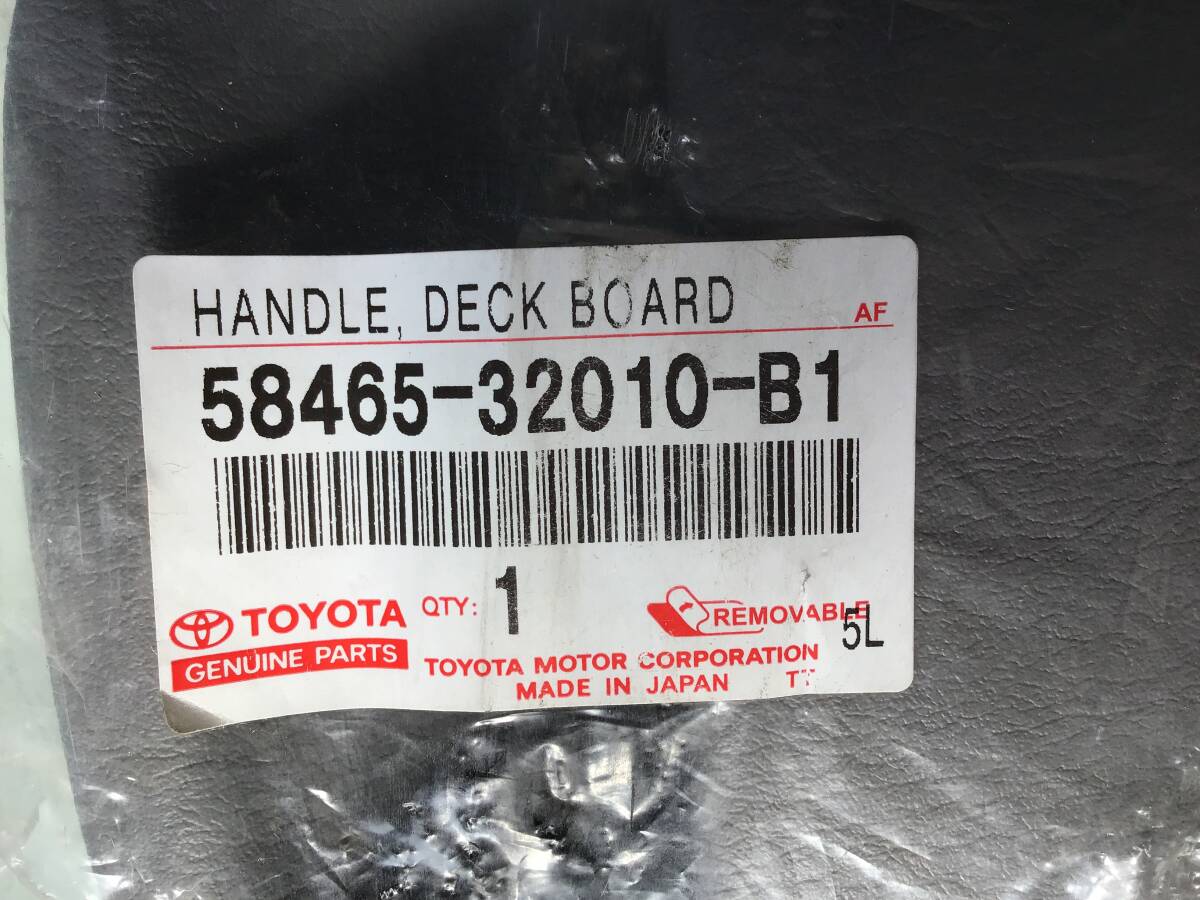 HANDLE, DECK BOARD
AF
58465-32010-B1
TOYOTA QTY: 1 REMOVABLE 5L
GENUINE PARTS
TOYOTA MOTOR CORPORATION
MADE IN JAPAN TT